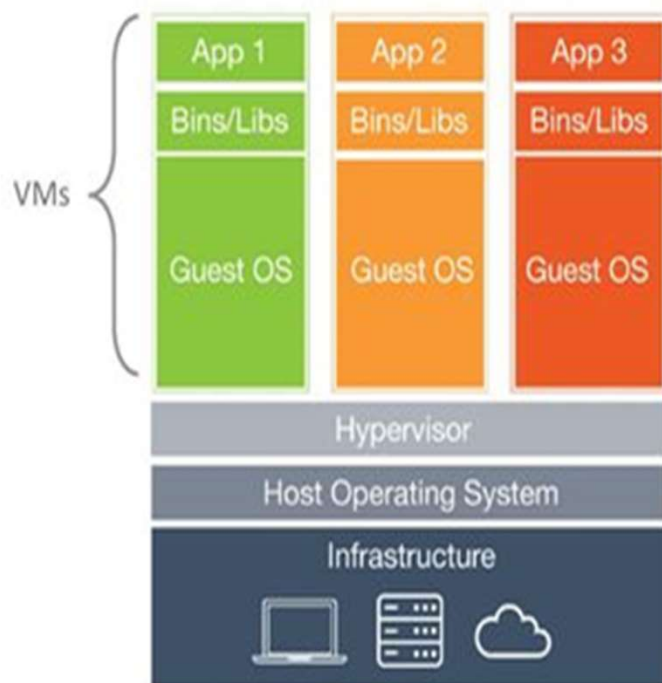 App 1
App 2
App 3
Bins/Libs
Bins/Libs
Bins/Libs
VMs
Guest OS
Guest OS
Guest OS
Hypervisor
Host Operating System
Infrastructure